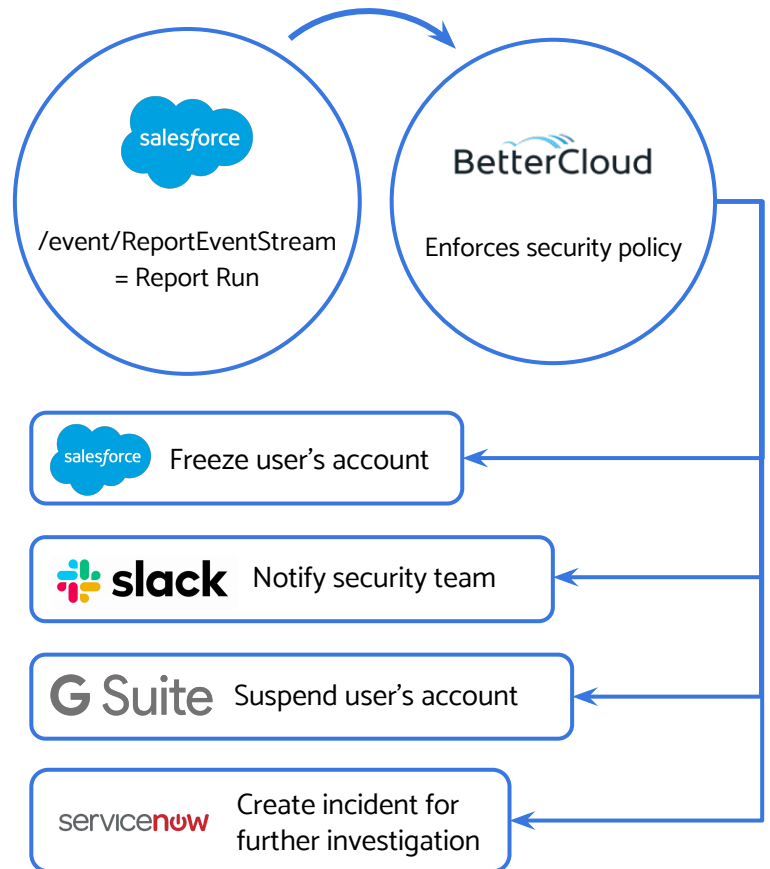 salesforce
/event/ReportEventStream
= Report Run
BetterCloud
Enforces security policy
salesforce Freeze user's account
slack Notify security team
G Suite Suspend user's account
servicenow Create incident for
further investigation